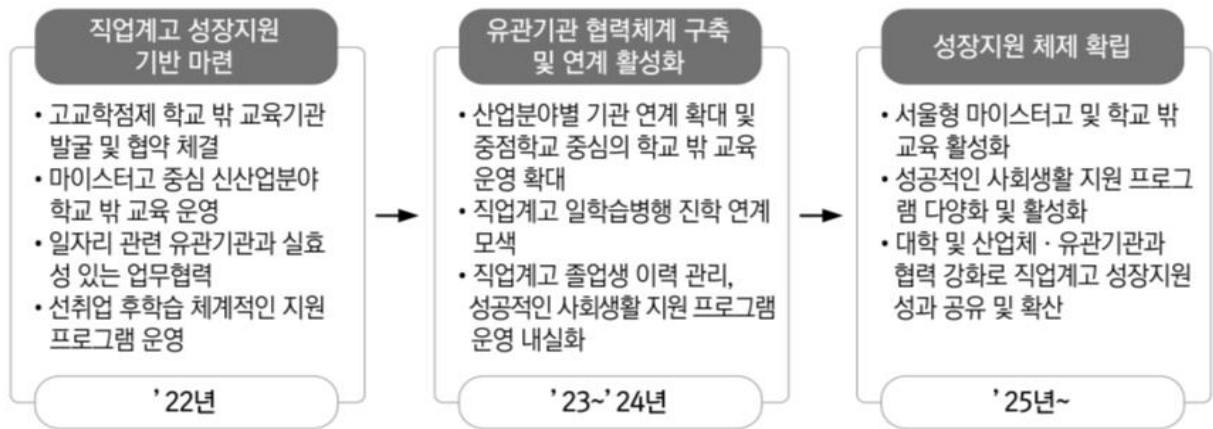 직업계고 성장지원
기반 마련
• 고교학점제 학교 밖 교육기관
발굴 및 협약 체결
• 마이스터고 중심 신산업분야
학교 밖 교육 운영
• 일자리 관련 유관기관과 실효
성 있는 업무협력
• 선취업 후학습 체계적인 지원
프로그램 운영
’22년
유관기관 협력체계 구축
및 연계 활성화
• 산업분야별 기관 연계 확대 및
중점학교 중심의 학교 밖 교육
운영 확대
• 직업계고 일학습병행 진학 연계
모색
• 직업계고 졸업생 이력 관리,
성공적인 사회생활 지원 프로그램
운영 내실화
’23~’24년
성장지원 체제 확립
• 서울형 마이스터고 및 학교 밖
교육 활성화
• 성공적인 사회생활 지원 프로그
램 다양화 및 활성화
• 대학 및 산업체 · 유관기관과
협력 강화로 직업계고 성장지원
성과 공유 및 확산
’25년~